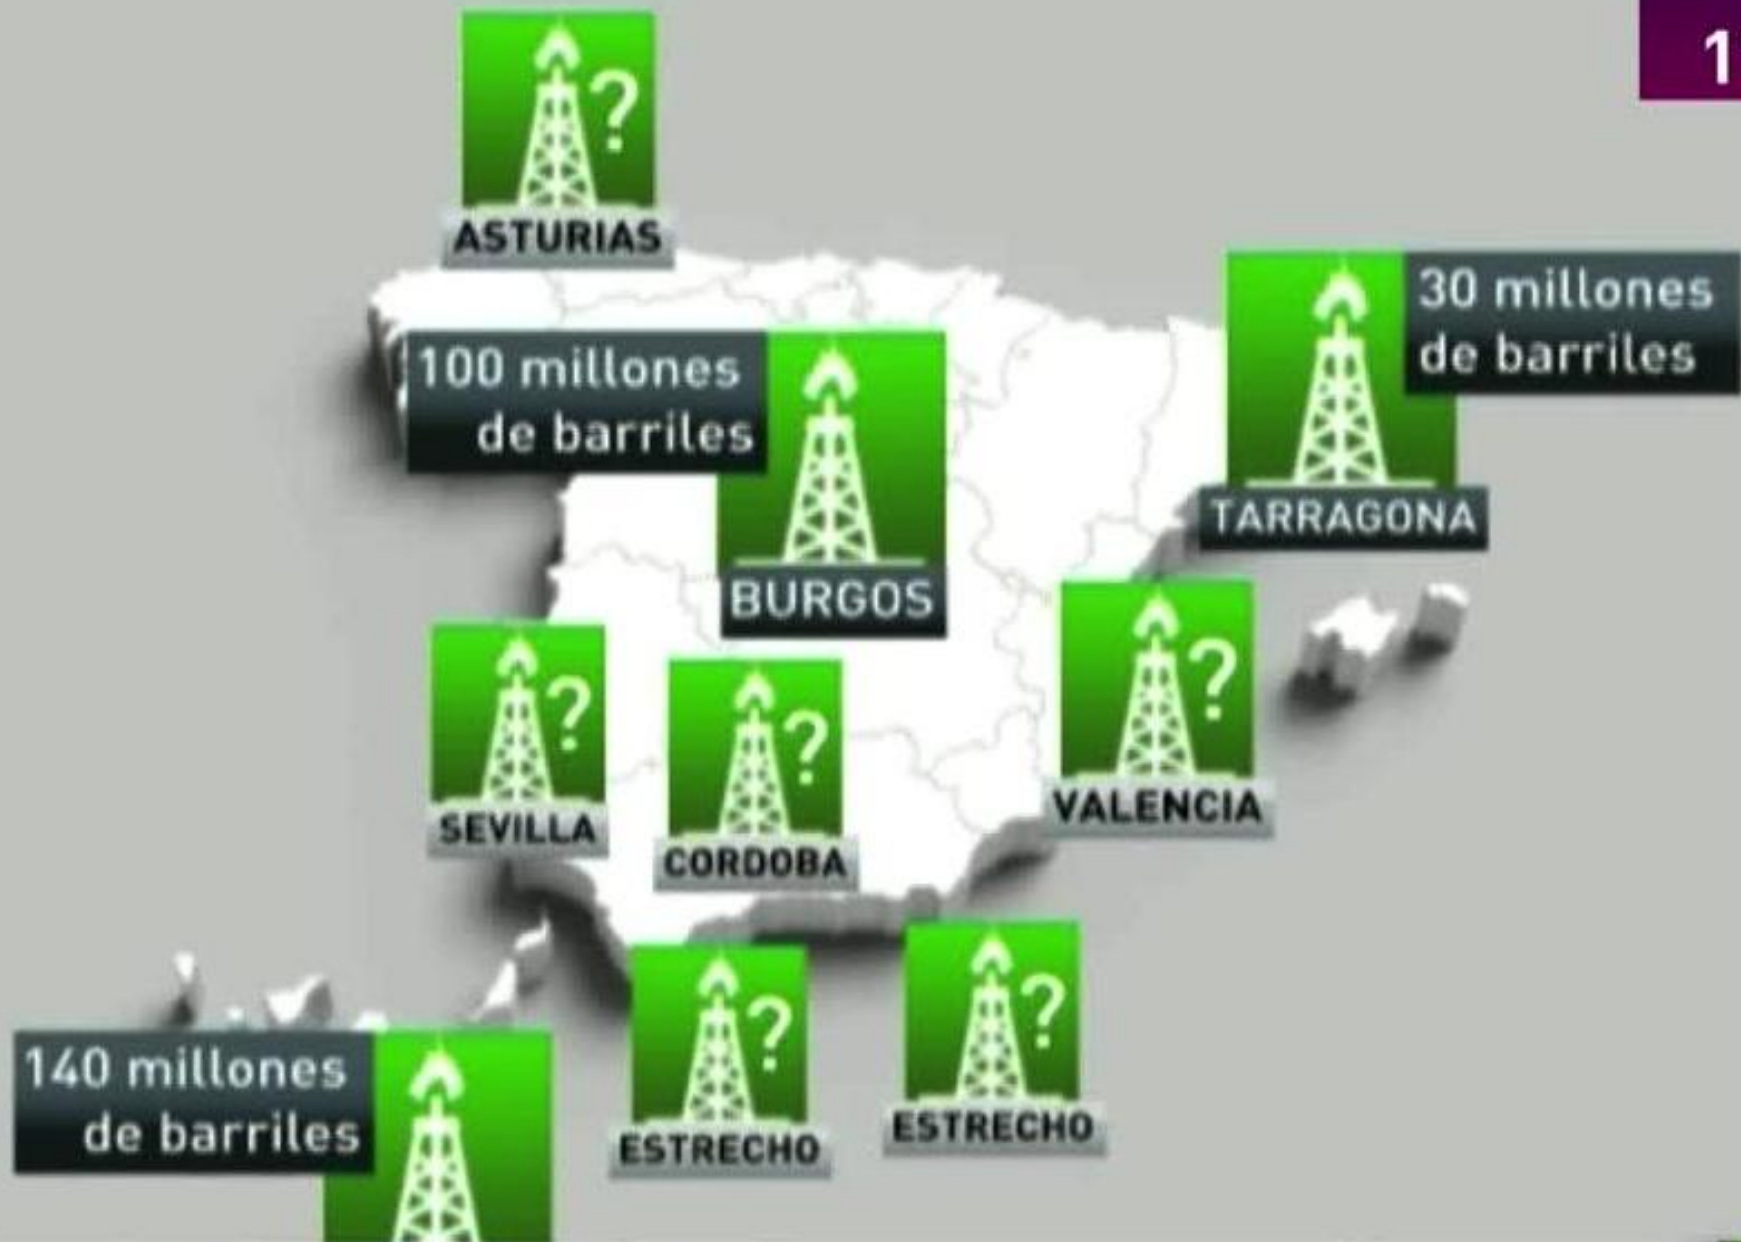 1
?
ASTURIAS
30 millones
de barriles
TARRAGONA
100 millones
de barriles
BURGOS
?
SEVILLA
?
CORDOBA
?
VALENCIA
140 millones
de barriles
?
ESTRECHO
?
ESTRECHO